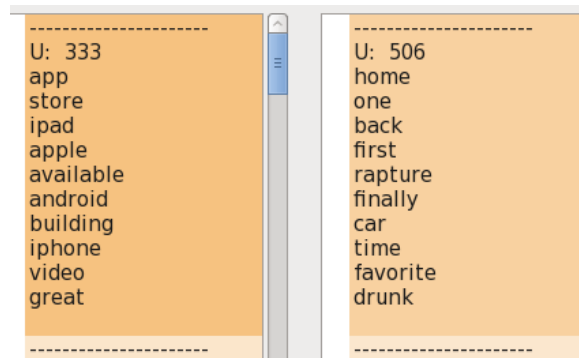 ----------------------
U: 333
app
store
ipad
apple
available
android
building
iphone
video
great
----------------------
----------------------
U: 506
home
one
back
first
rapture
finally
car
time
favorite
drunk
----------------------